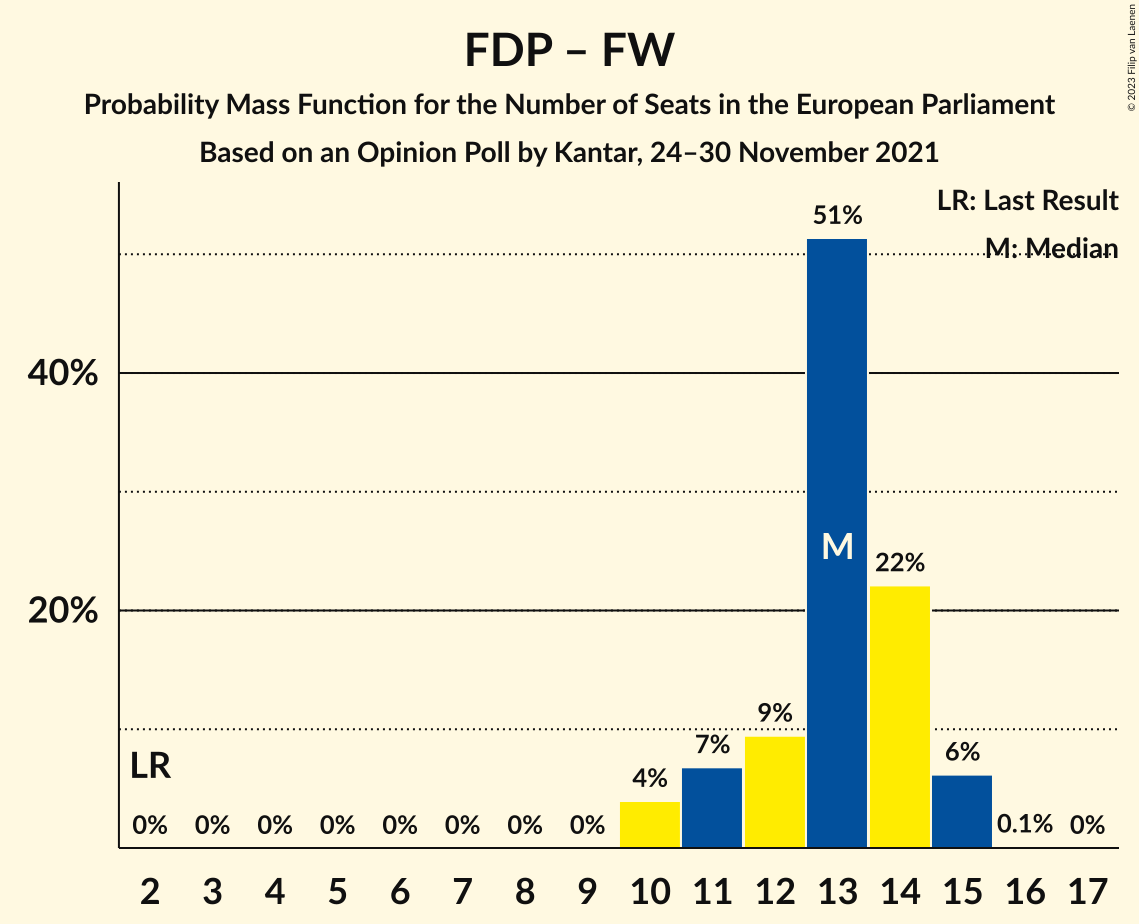 FDP – FW
Probability Mass Function for the Number of Seats in the European Parliament
Based on an Opinion Poll by Kantar, 24–30 November 2021
© 2023 Filip van Laenen
LR: Last Result
M: Median
51%
40%
M
22%
20%
9%
7%
6%
4%
LR
0% 0% 0% 0% 0% 0% 0% 0% 0.1% 0%
2 3 4 5 6 7 8 9 10 11 12 13 14 15 16 17